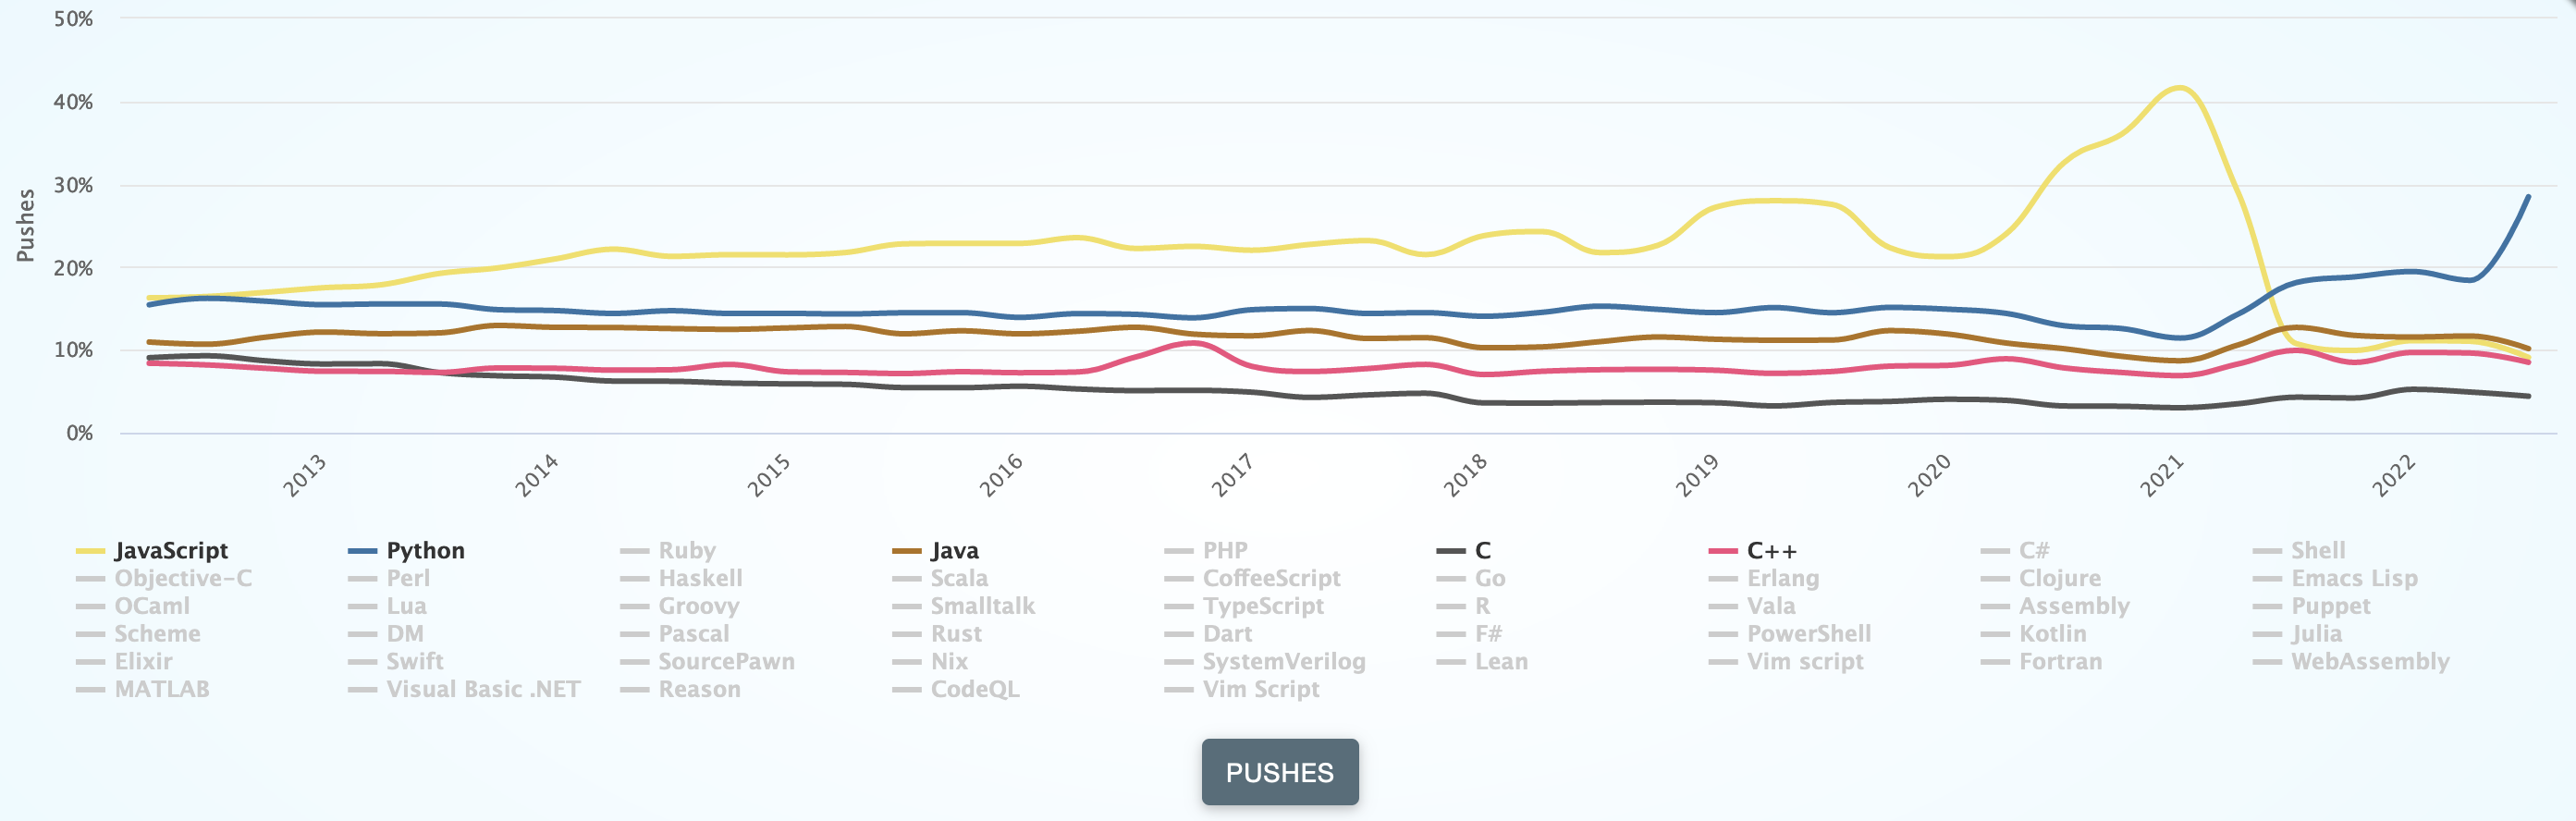 50%
40%
30%
20%
10%
0%
Pushes
2013 2014 2015 2016 2017 2018 2019 2020 2021 2022
JavaScript Python Ruby Java PHP C C++ C# Shell
Objective-C Perl Haskell Scala CoffeeScript Go Erlang Clojure Emacs Lisp
OCaml Lua Groovy Smalltalk TypeScript R Vala Assembly Puppet
Scheme DM Pascal Rust Dart F# PowerShell Kotlin Julia
Elixir Swift SourcePawn Nix SystemVerilog Lean Vim script Fortran WebAssembly
MATLAB Visual Basic .NET Reason CodeQL Vim Script
PUSHES